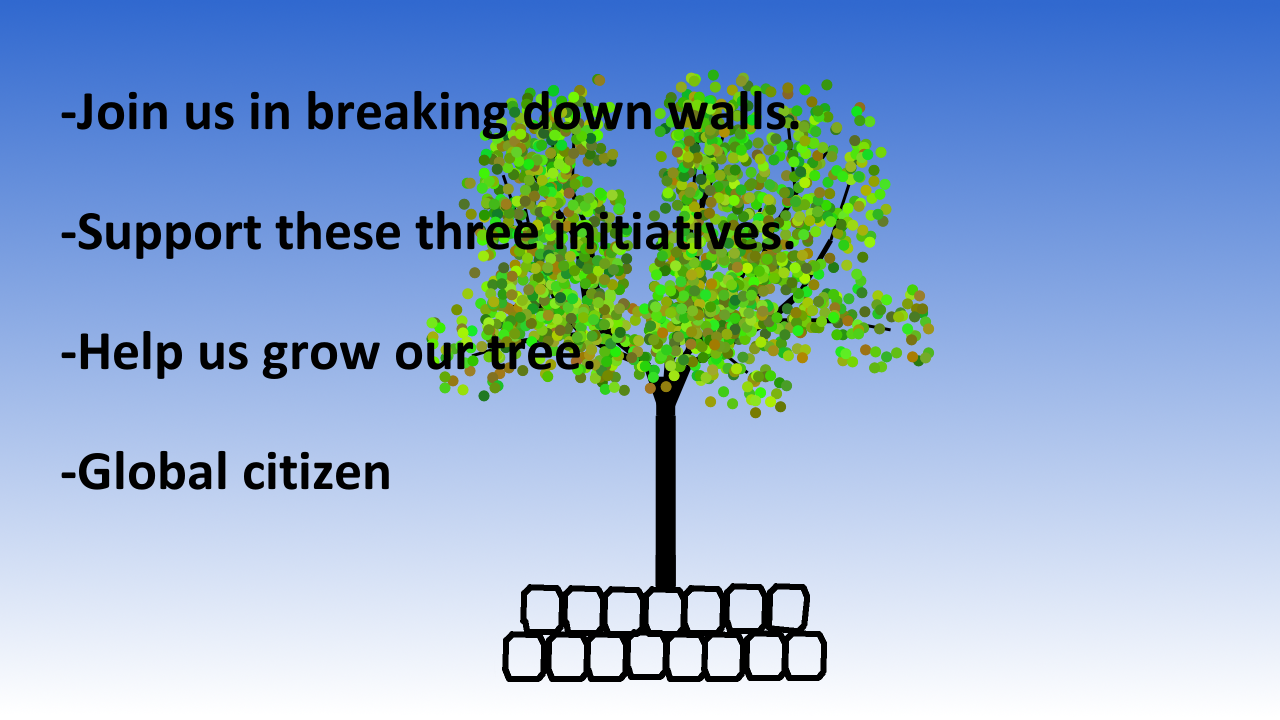 -Join us in breaking down walls.
-Support these three initiatives.
-Help us grow our tree.
-Global citizen